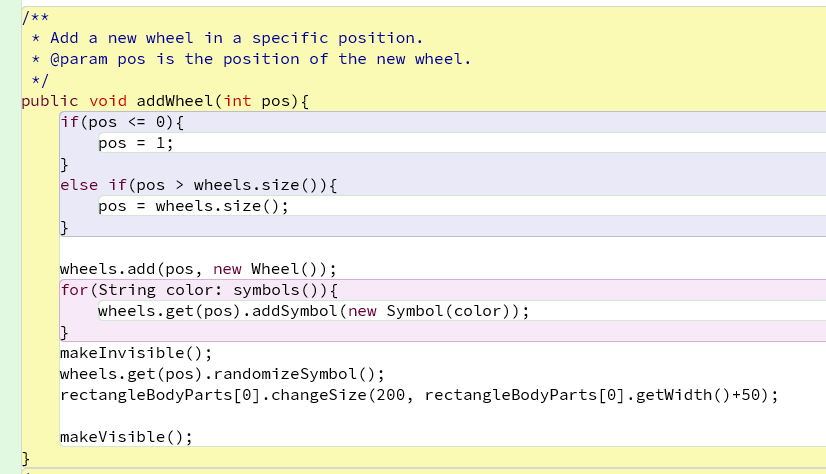 /**
 * Add a new wheel in a specific position.
 * @param pos is the position of the new wheel.
 */
public void addWheel(int pos){
    if(pos <= 0){
        pos = 1;
    }
    else if(pos > wheels.size()){
        pos = wheels.size();
    }

    wheels.add(pos, new Wheel());
    for(String color: symbols()){
        wheels.get(pos).addSymbol(new Symbol(color));
    }
    makeInvisible();
    wheels.get(pos).randomizeSymbol();
    rectangleBodyParts[0].changeSize(200, rectangleBodyParts[0].getWidth()+50);

    makeVisible();
}